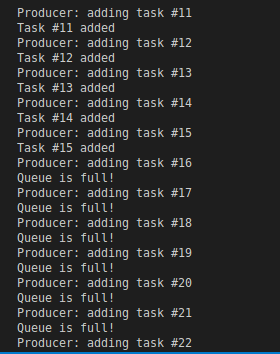 Producer: adding task #11
Task #11 added
Producer: adding task #12
Task #12 added
Producer: adding task #13
Task #13 added
Producer: adding task #14
Task #14 added
Producer: adding task #15
Task #15 added
Producer: adding task #16
Queue is full!
Producer: adding task #17
Queue is full!
Producer: adding task #18
Queue is full!
Producer: adding task #19
Queue is full!
Producer: adding task #20
Queue is full!
Producer: adding task #21
Queue is full!
Producer: adding task #22